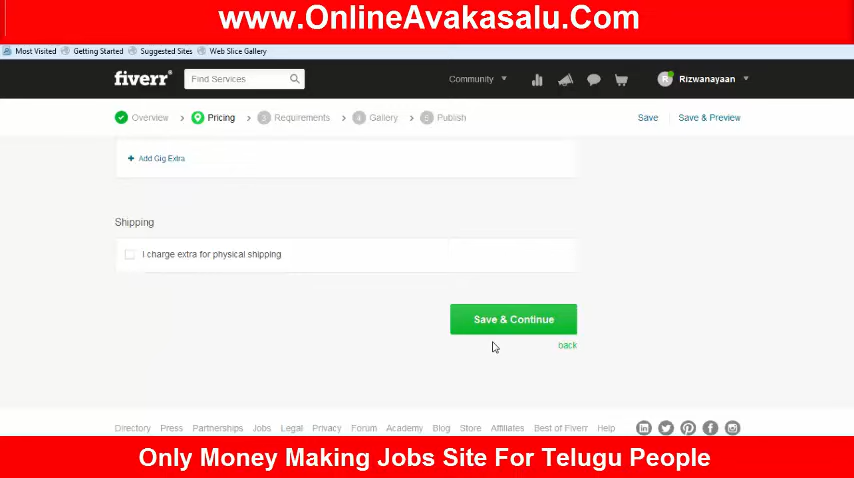 www.OnlineAvakasalu.Com
Most Visited Getting Started Suggested Sites Web Slice Gallery
fiverr Find Services Community R Rizwanayaan
Overview Pricing 3 Requirements 4 Gallery 5 Publish Save Save & Preview
+ Add Gig Extra
Shipping
I charge extra for physical shipping
Save & Continue
back
Directory Press Partnerships Jobs Legal Privacy Forum Academy Blog Store Affiliates Best of Fiverr Help
Only Money Making Jobs Site For Telugu People